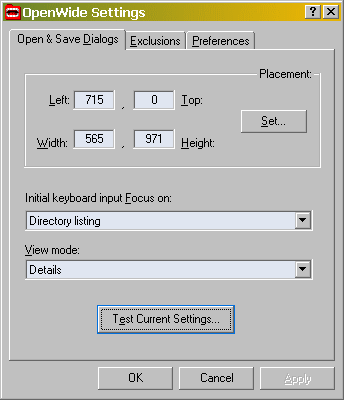 OpenWide Settings
Open & Save Dialogs Exclusions Preferences
Placement:
Left: 715 , 0 Top:
Set...
Width: 565 , 971 Height:
Initial keyboard input Focus on:
Directory listing
View mode:
Details
Test Current Settings...
OK Cancel Apply